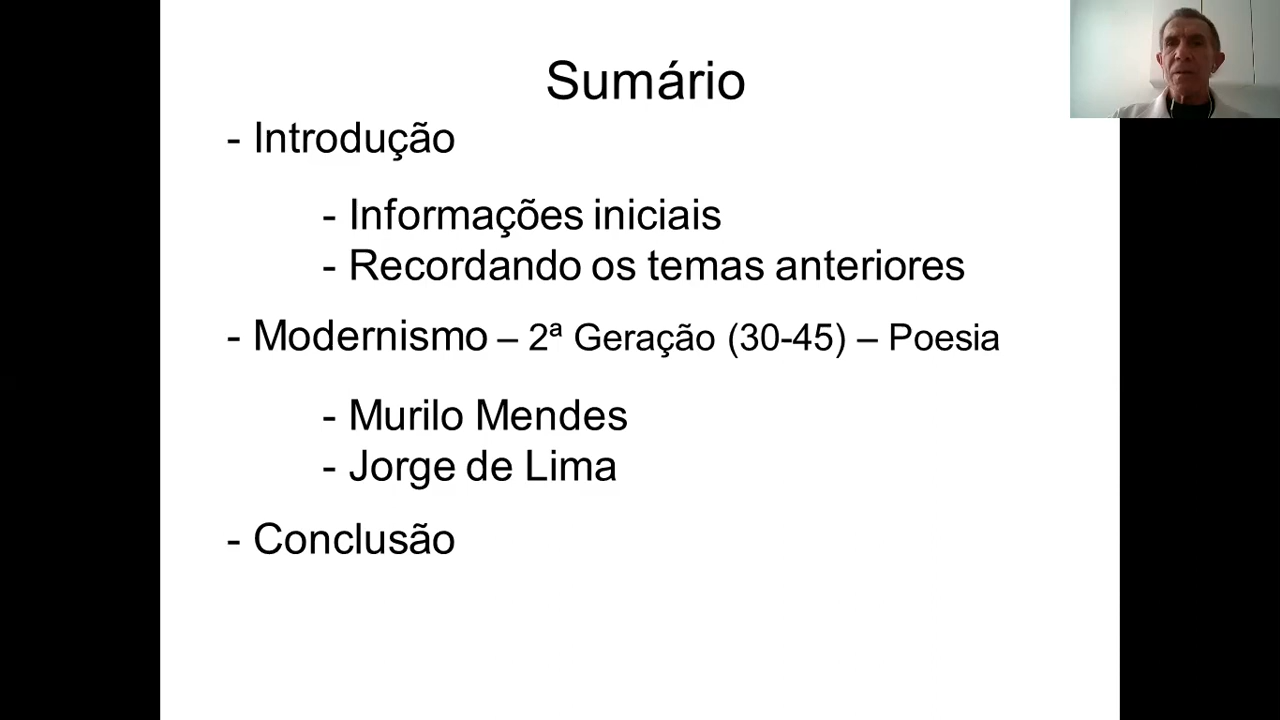 Sumário
- Introdução
- Informações iniciais
- Recordando os temas anteriores
- Modernismo – 2ª Geração (30-45) – Poesia
- Murilo Mendes
- Jorge de Lima
- Conclusão